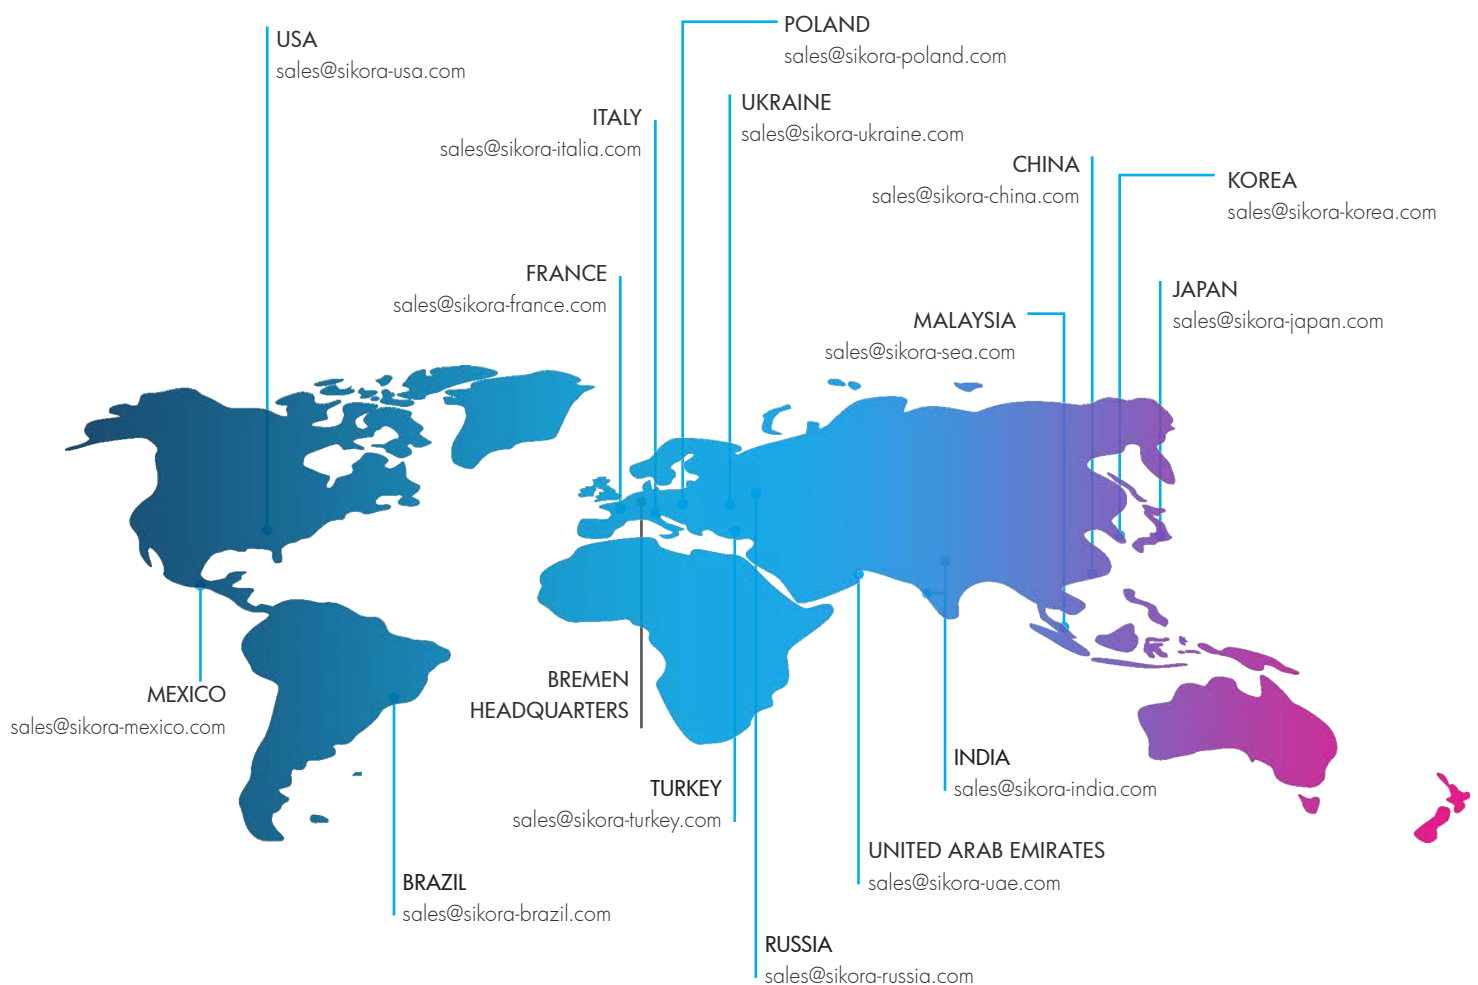 USA
sales@sikora-usa.com
POLAND
sales@sikora-poland.com
ITALY
sales@sikora-italia.com
UKRAINE
sales@sikora-ukraine.com
CHINA
sales@sikora-china.com
KOREA
sales@sikora-korea.com
FRANCE
sales@sikora-france.com
MALAYSIA
sales@sikora-sea.com
JAPAN
sales@sikora-japan.com
MEXICO
sales@sikora-mexico.com
BREMEN
HEADQUARTERS
TURKEY
sales@sikora-turkey.com
INDIA
sales@sikora-india.com
UNITED ARAB EMIRATES
sales@sikora-uae.com
BRAZIL
sales@sikora-brazil.com
RUSSIA
sales@sikora-russia.com